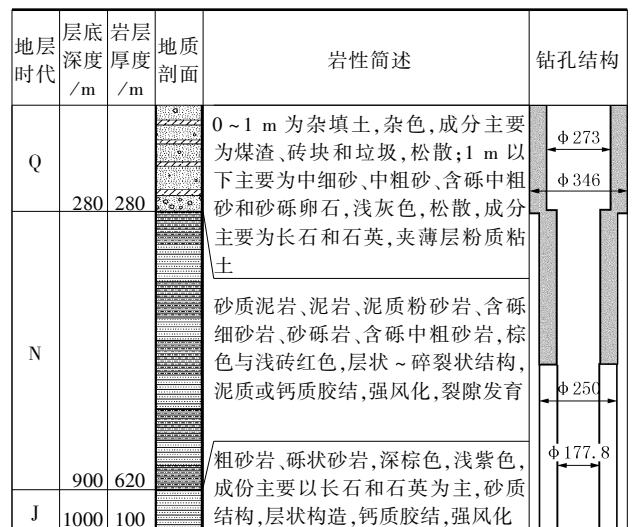 地层时代 层底深度/m 岩层厚度/m 地质剖面 岩性简述 钻孔结构
Q 280 280
0~1 m 为杂填土,杂色,成分主要
为煤渣、砖块和垃圾,松散;1 m 以
下主要为中细砂、中粗砂、含砾中粗
砂和砂砾卵石,浅灰色,松散,成分
主要为长石和石英,夹薄层粉质粘
土
ϕ273
ϕ346
N 900 620
砂质泥岩、泥岩、泥质粉砂岩、含砾
细砂岩、砂砾岩、含砾中粗砂岩,棕
色与浅砖红色,层状~碎裂状结构,
泥质或钙质胶结,强风化,裂隙发育
ϕ250
ϕ177.8
J 1000 100
粗砂岩、砾状砂岩,深棕色,浅紫色,
成份主要以长石和石英为主,砂质
结构,层状构造,钙质胶结,强风化